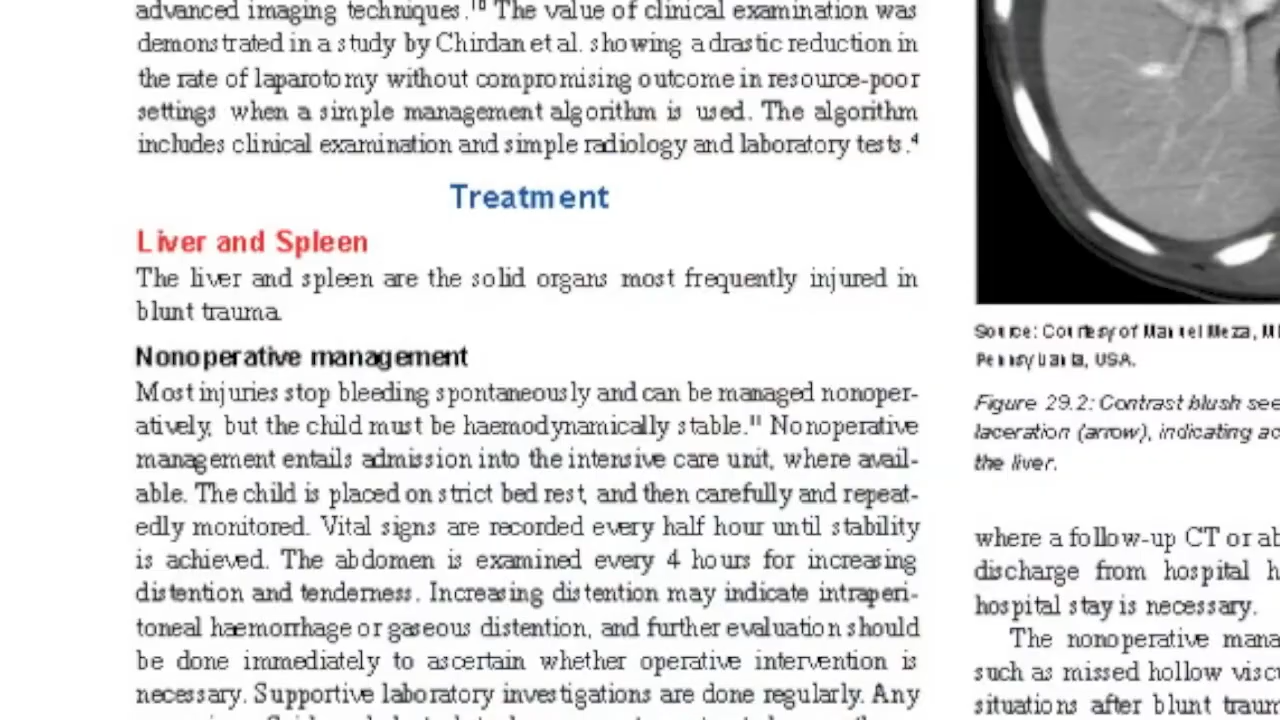 advanced imaging techniques.¹⁰ The value of clinical examination was
demonstrated in a study by Chirdan et al. showing a drastic reduction in
the rate of laparotomy without compromising outcome in resource-poor
settings when a simple management algorithm is used. The algorithm
includes clinical examination and simple radiology and laboratory tests.⁴
Treatment
Liver and Spleen
The liver and spleen are the solid organs most frequently injured in
blunt trauma.
Nonoperative management
Most injuries stop bleeding spontaneously and can be managed nonoper-
atively, but the child must be haemodynamically stable.¹¹ Nonoperative
management entails admission into the intensive care unit, where avail-
able. The child is placed on strict bed rest, and then carefully and repeat-
edly monitored. Vital signs are recorded every half hour until stability
is achieved. The abdomen is examined every 4 hours for increasing
distention and tenderness. Increasing distention may indicate intraperi-
toneal haemorrhage or gaseous distention, and further evaluation should
be done immediately to ascertain whether operative intervention is
necessary. Supportive laboratory investigations are done regularly. Any
Source: Courtesy of Manuel Meza,
Pennsylvania, USA.
Figure 29.2: Contrast blush see
laceration (arrow), indicating ac
the liver.
where a follow-up CT or ab
discharge from hospital h
hospital stay is necessary.
The nonoperative mana
such as missed hollow visc
situations after blunt traum